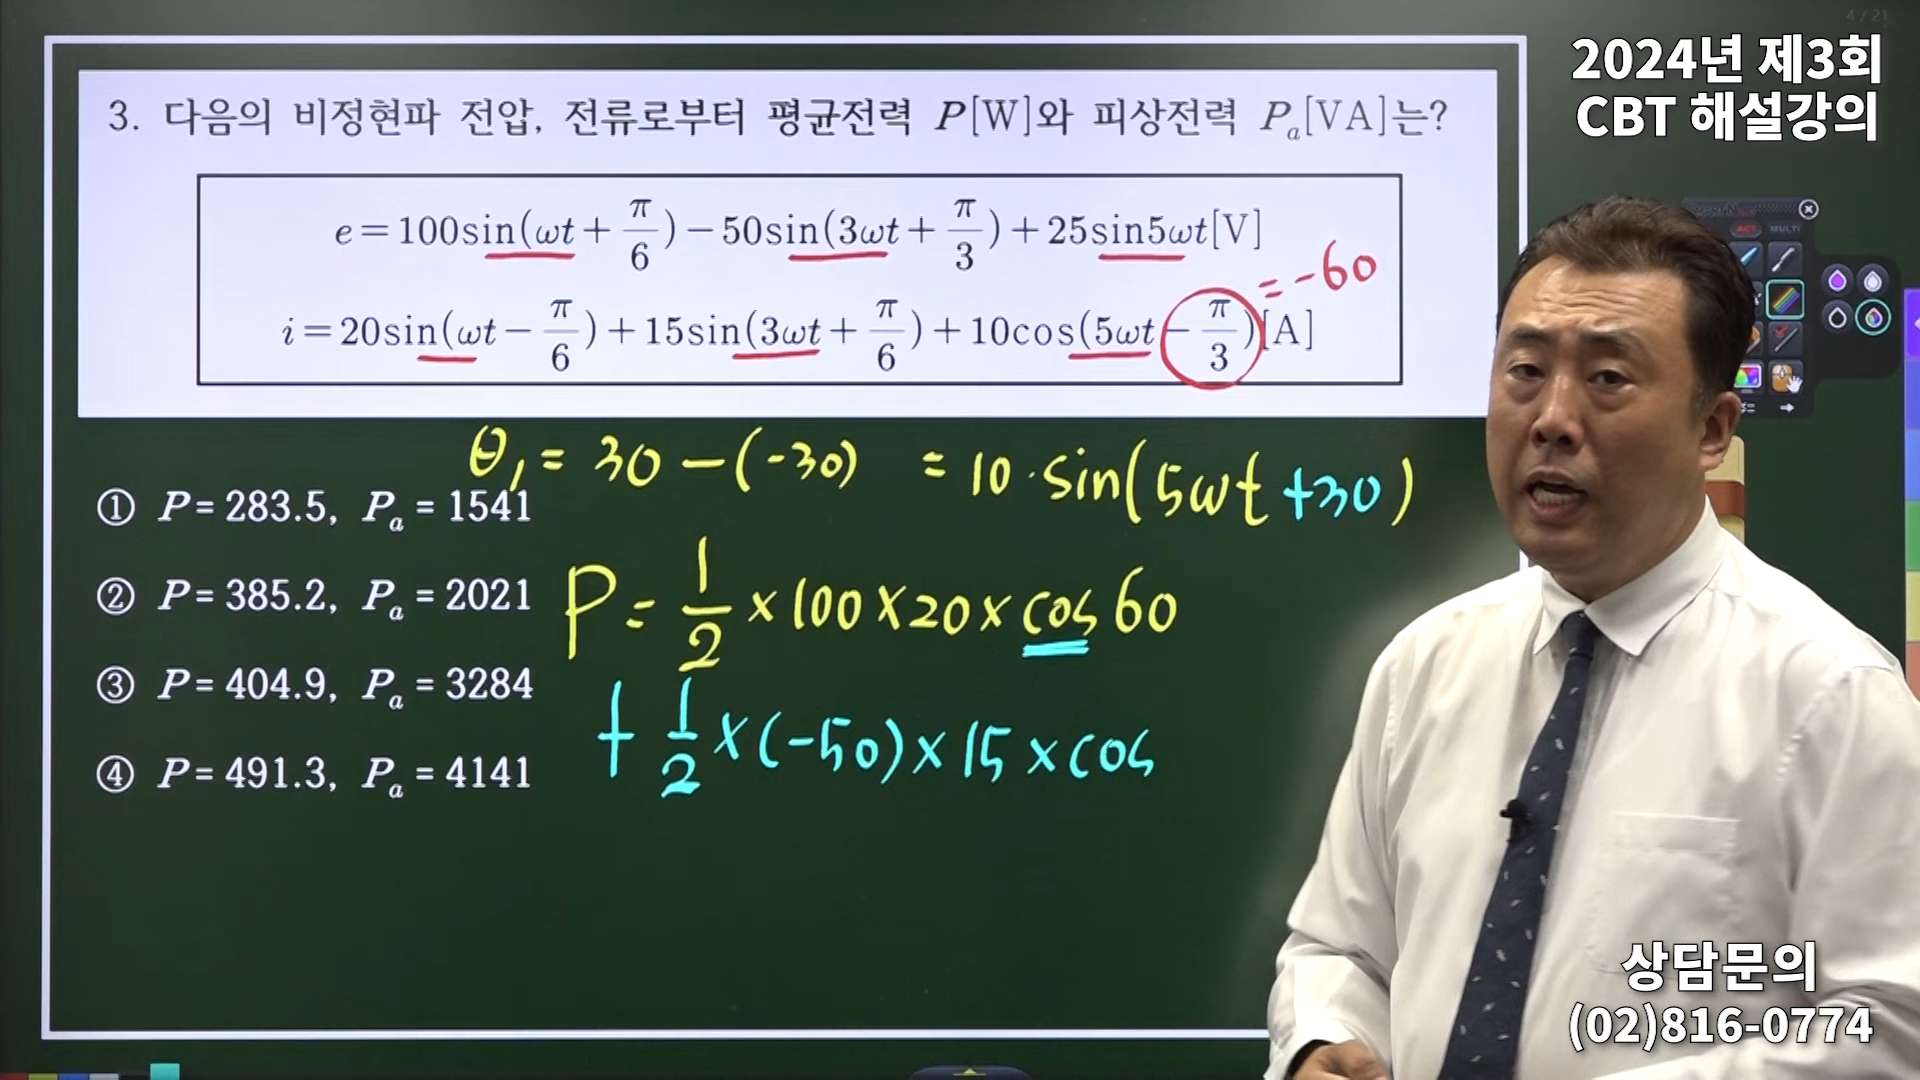 4 / 21
2024년 제3회
CBT 해설강의
3. 다음의 비정현파 전압, 전류로부터 평균전력 P[W]와 피상전력 Pₐ[VA]는?
e=100sin(ωt+π/6)-50sin(3ωt+π/3)+25sin5ωt[V]
= -60
i=20sin(ωt-π/6)+15sin(3ωt+π/6)+10cos(5ωt-π/3)[A]
ACT MULTI
θ₁ = 30 - (-30) = 10·sin(5ωt +30)
① P= 283.5, Pₐ = 1541
② P= 385.2, Pₐ = 2021
P = 1/2 × 100 × 20 × cos 60
③ P= 404.9, Pₐ = 3284
+ 1/2 × (-50) × 15 × cos
④ P= 491.3, Pₐ = 4141
상담문의
(02)816-0774